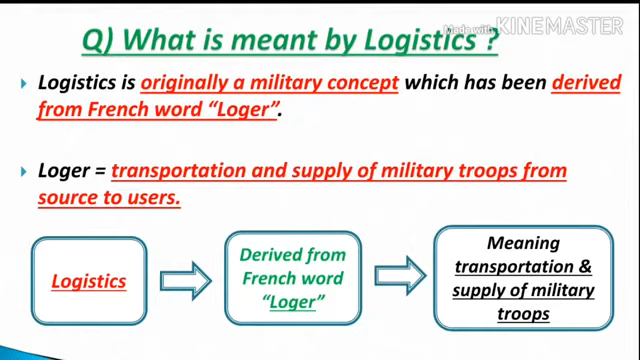 Made with KINEMASTER
Q) What is meant by Logistics ?
Logistics is originally a military concept which has been derived
from French word “Loger”.
Loger = transportation and supply of military troops from
source to users.
Logistics
Derived from
French word
“Loger”
Meaning
transportation &
supply of military
troops